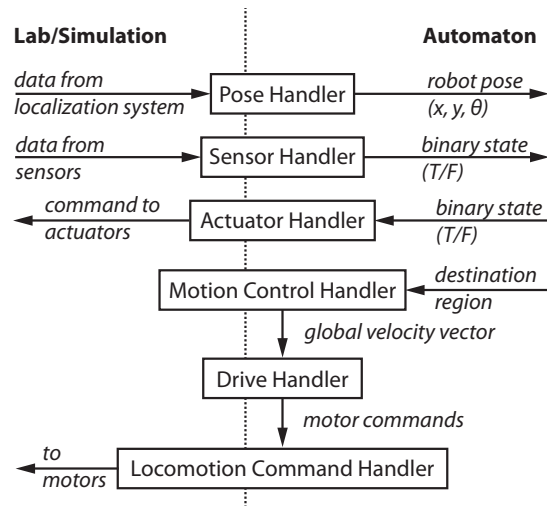 Lab/Simulation
Automaton
data from
localization system
Pose Handler
robot pose
(x, y, θ)
data from
sensors
Sensor Handler
binary state
(T/F)
command to
actuators
Actuator Handler
binary state
(T/F)
Motion Control Handler
destination
region
global velocity vector
Drive Handler
motor commands
to
motors
Locomotion Command Handler